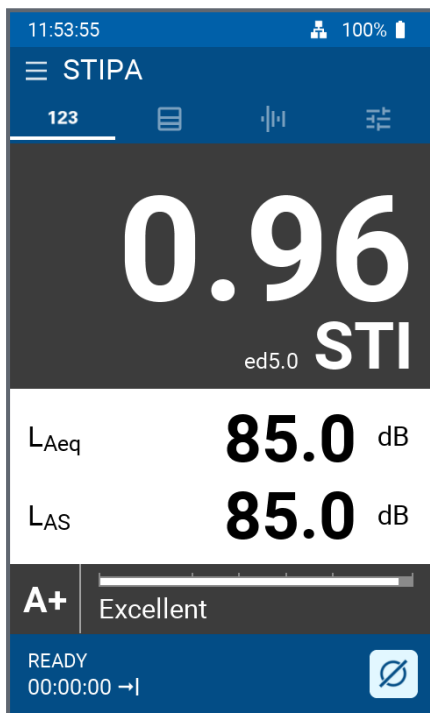 11:53:55 100%
STIPA
123
0.96
ed5.0 STI
LAeq 85.0 dB
LAS 85.0 dB
A+ Excellent
READY
00:00:00